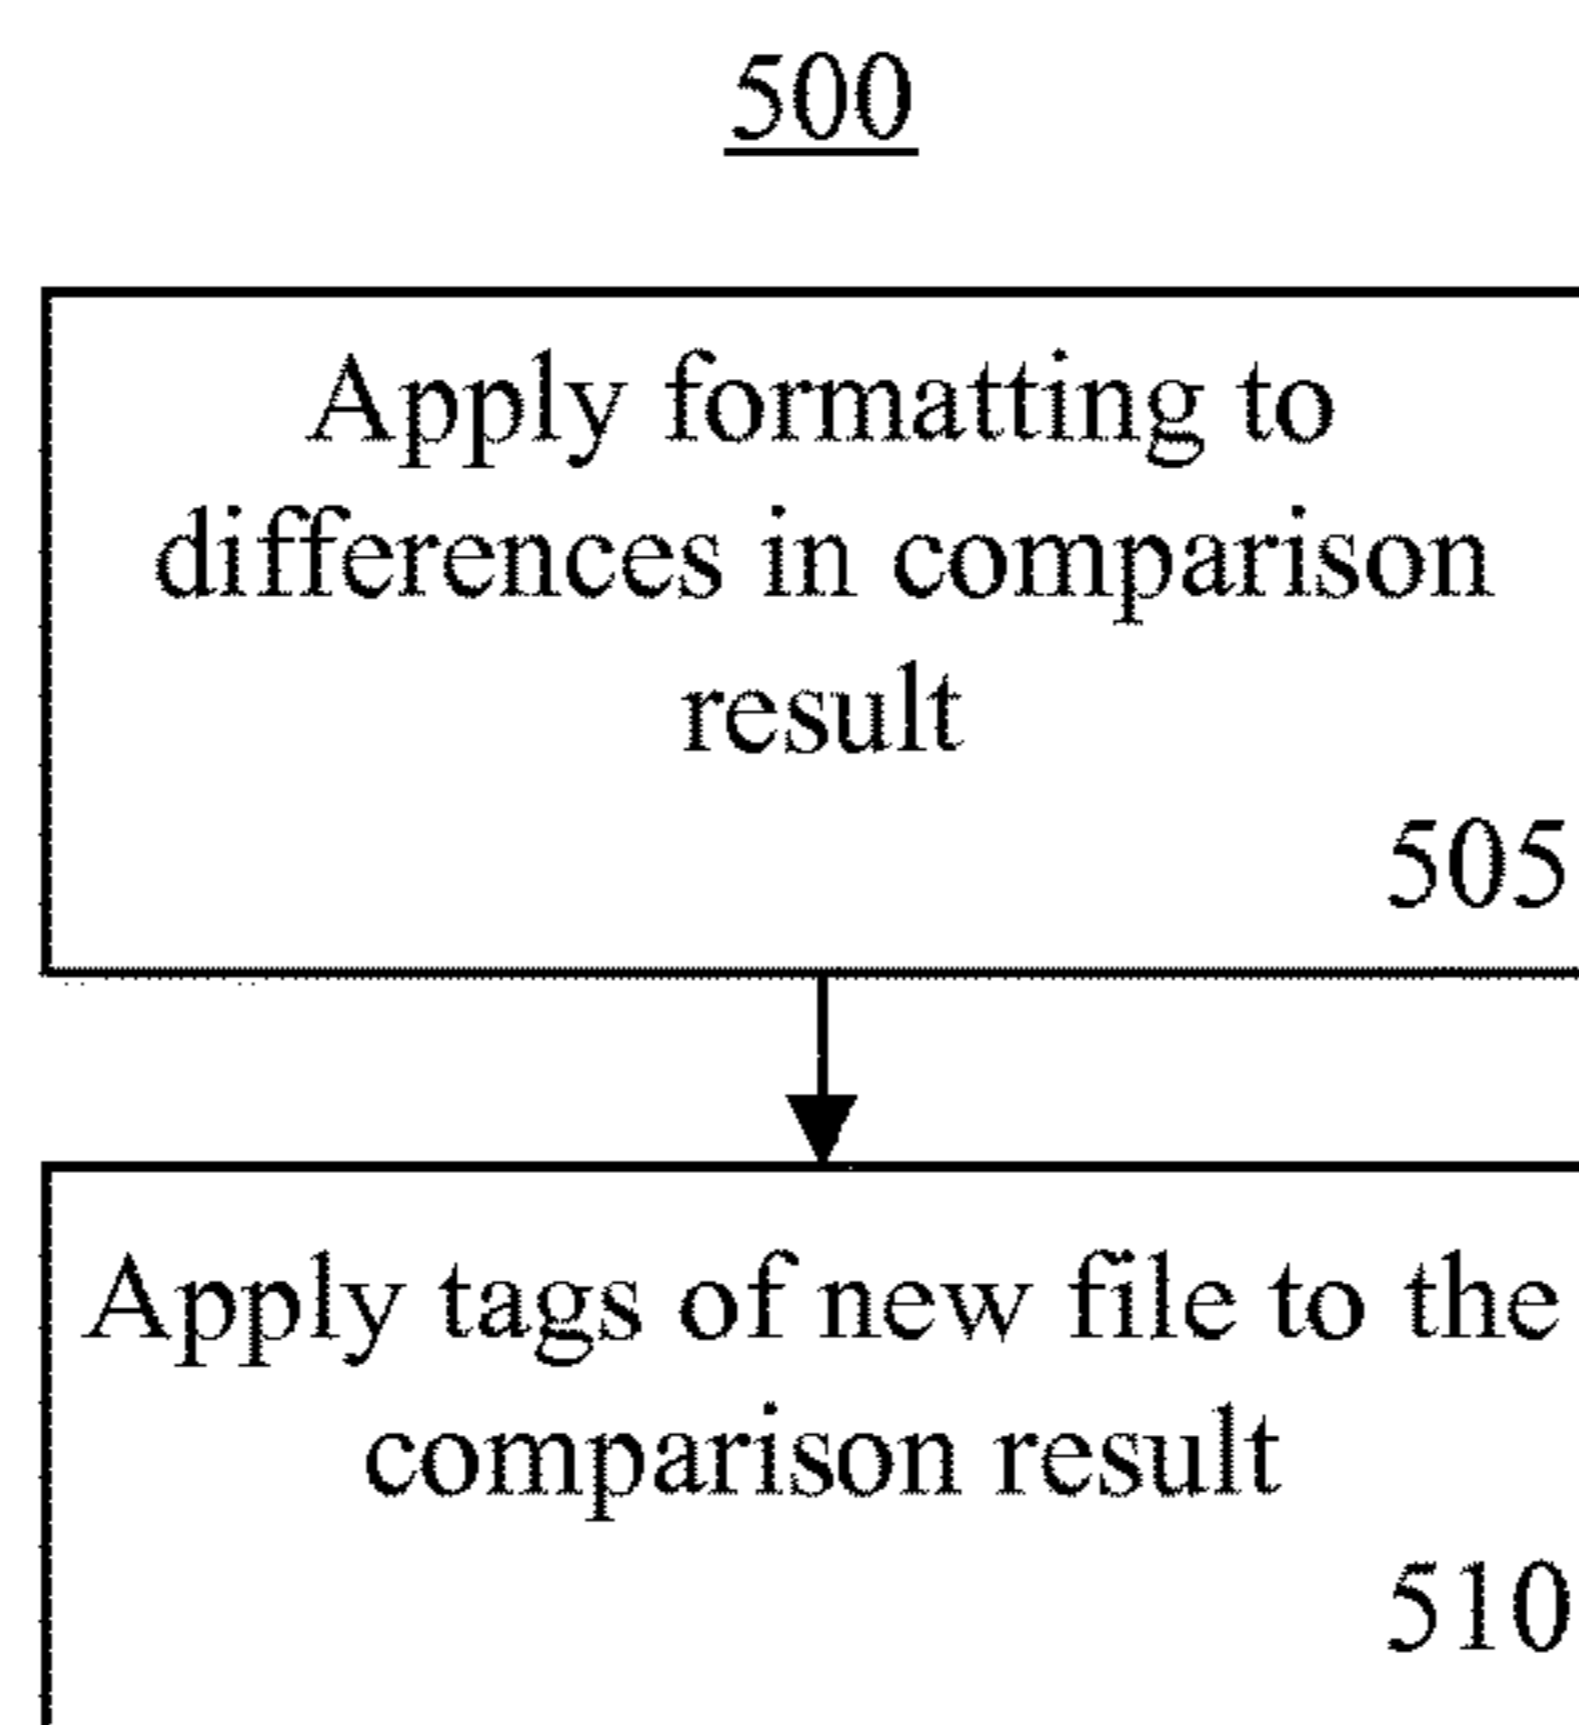 500
Apply formatting to
differences in comparison
result
505
Apply tags of new file to the
comparison result
510